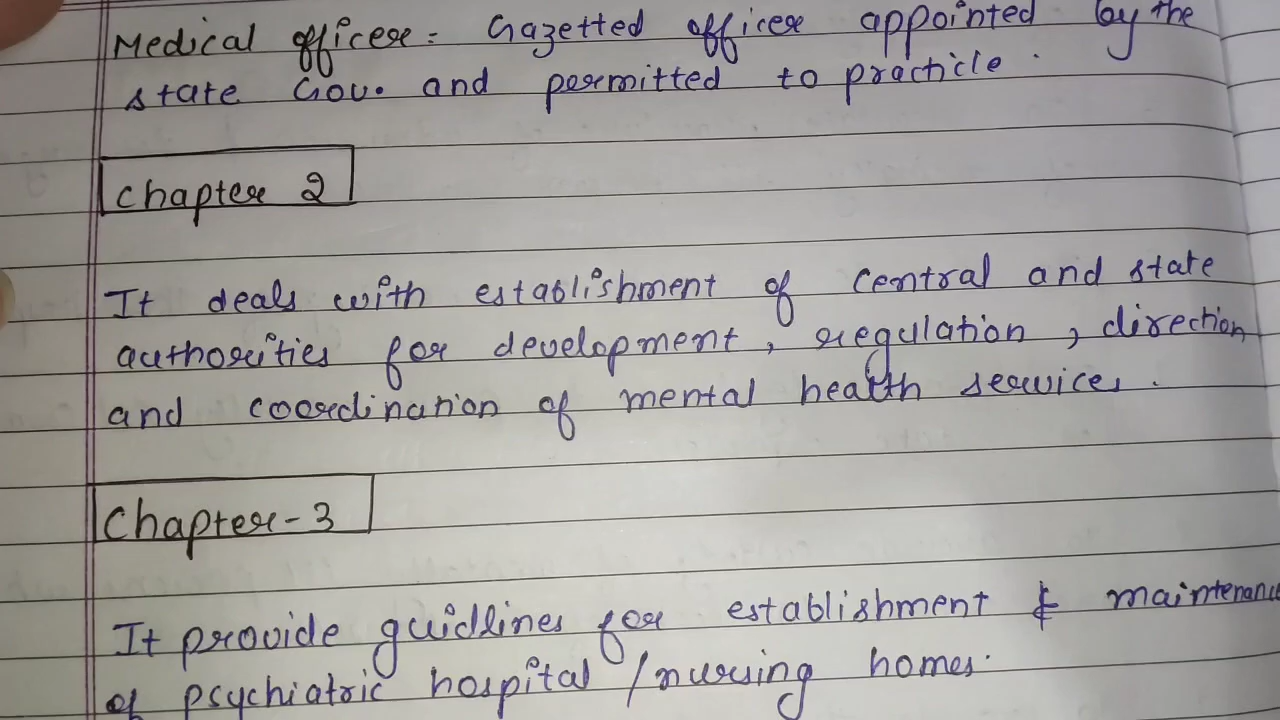 Medical officer = Gazetted officer appointed by the
state Gov. and permitted to practicle .
Chapter 2
It deals with establishment of central and state
authorities for development, regulation, direction
and coordination of mental health services.
Chapter-3
It provide guidlines for establishment & maintenance
of psychiatric hospital / nursing homes.